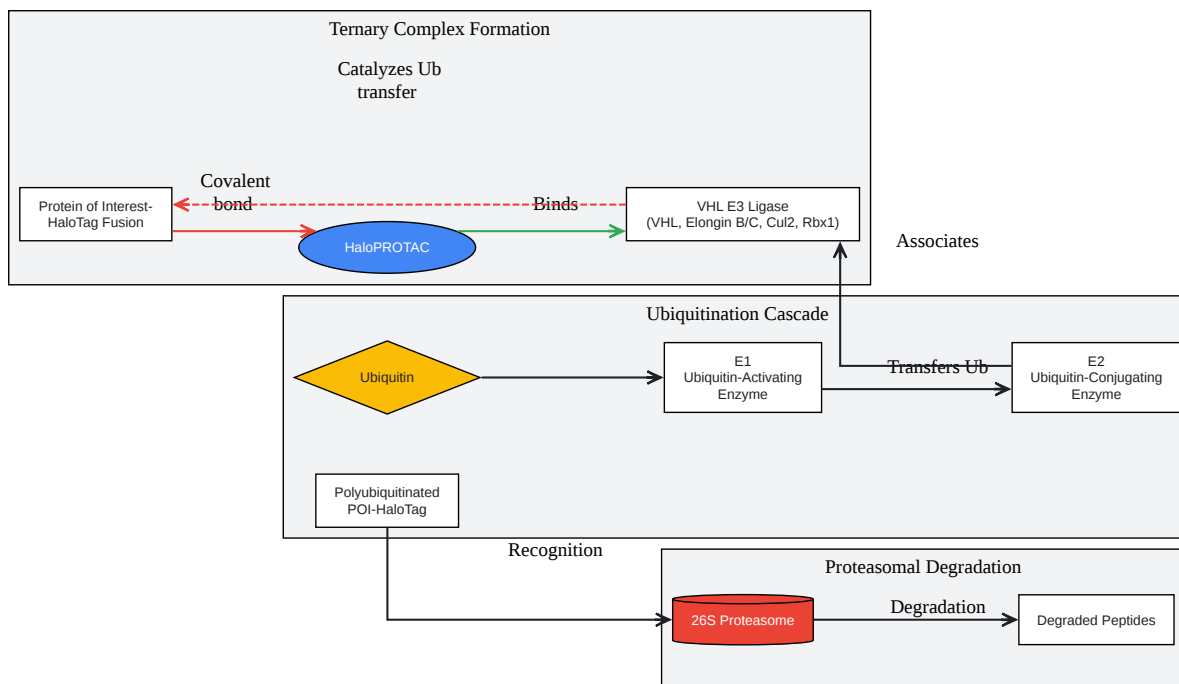 Ternary Complex Formation
Catalyzes Ub
transfer
Covalent
bond
Binds
Protein of Interest-
HaloTag Fusion
HaloPROTAC
VHL E3 Ligase
(VHL, Elongin B/C, Cul2, Rbx1)
Associates
Ubiquitination Cascade
Ubiquitin
E1
Ubiquitin-Activating
Enzyme
Transfers Ub
E2
Ubiquitin-Conjugating
Enzyme
Polyubiquitinated
POI-HaloTag
Recognition
Proteasomal Degradation
26S Proteasome
Degradation
Degraded Peptides